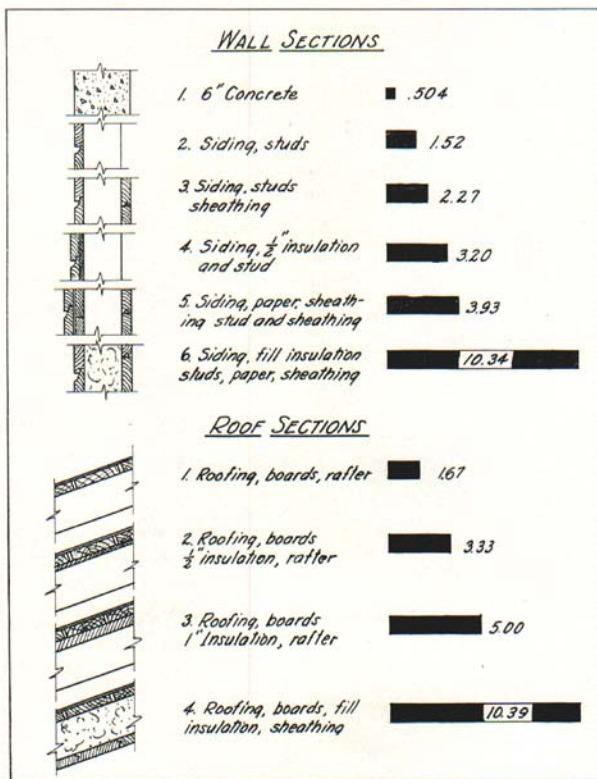 WALL SECTIONS
1. 6" Concrete .504
2. Siding, studs 1.52
3. Siding, studs
sheathing 2.27
4. Siding, 1/2" insulation
and stud 3.20
5. Siding, paper, sheath-
ing stud and sheathing 3.93
6. Siding, fill insulation
studs, paper, sheathing 10.34
ROOF SECTIONS
1. Roofing, boards, rafter 1.67
2. Roofing, boards
1/2" insulation, rafter 3.33
3. Roofing, boards
1" Insulation, rafter 5.00
4. Roofing, boards, fill
insulation, sheathing 10.39